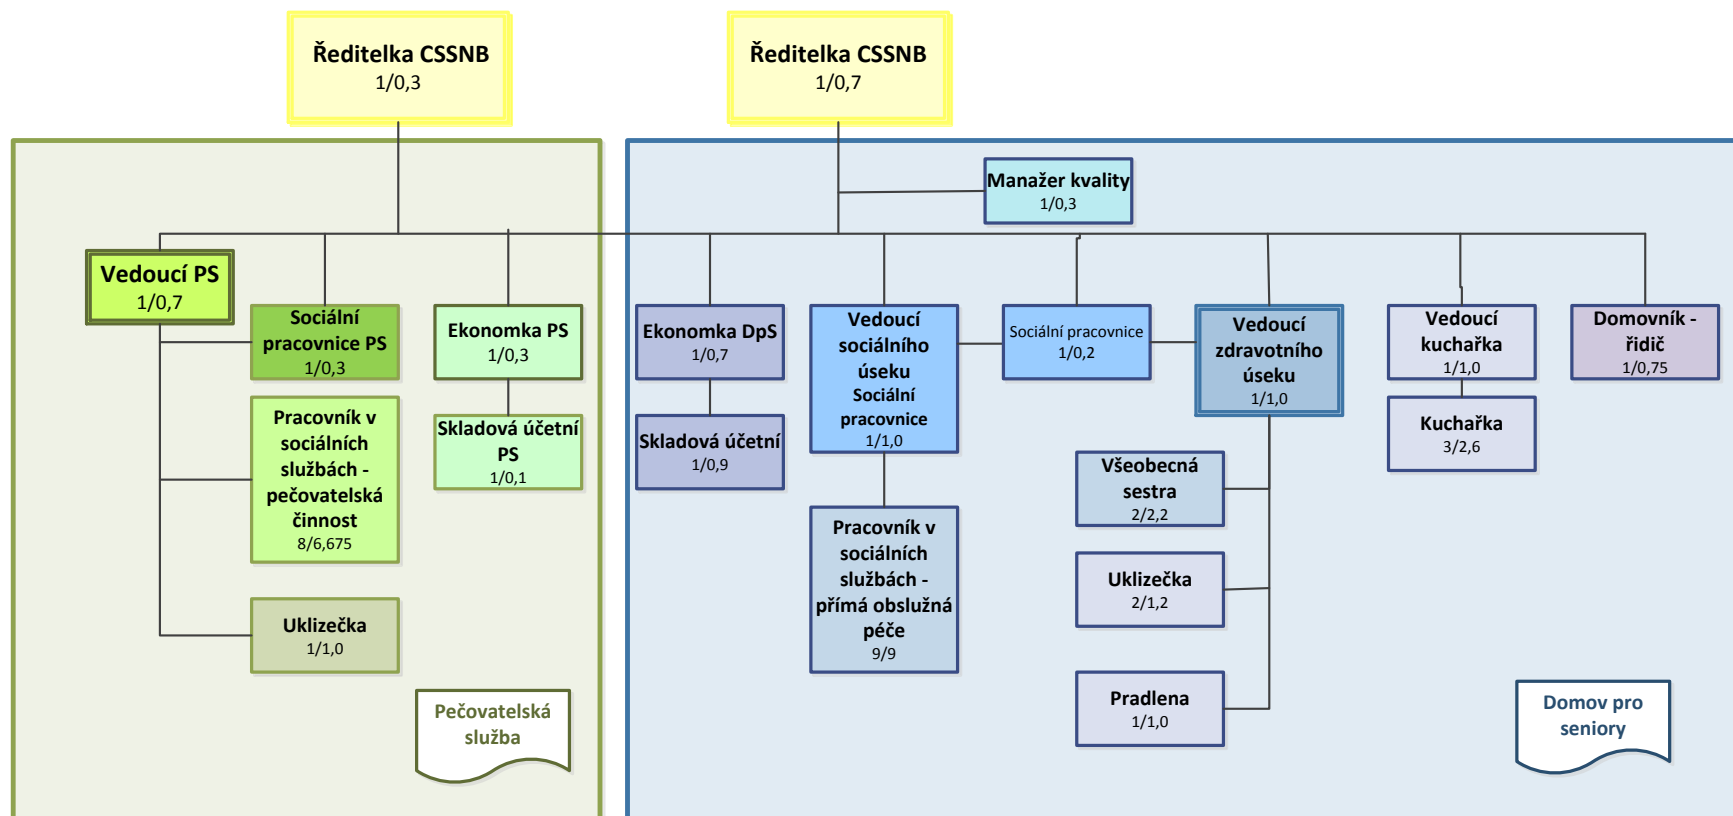 Ředitelka CSSNB
1/0,3
Ředitelka CSSNB
1/0,7
Manažer kvality
1/0,3
Vedoucí PS
1/0,7
Sociální
pracovnice PS
1/0,3
Ekonomka PS
1/0,3
Pracovník v
sociálních
službách -
pečovatelská
činnost
8/6,675
Skladová účetní
PS
1/0,1
Uklizečka
1/1,0
Pečovatelská
služba
Ekonomka DpS
1/0,7
Skladová účetní
1/0,9
Vedoucí
sociálního
úseku
Sociální
pracovnice
1/1,0
Pracovník v
sociálních
službách -
přímá obslužná
péče
9/9
Sociální pracovnice
1/0,2
Vedoucí
zdravotního
úseku
1/1,0
Všeobecná
sestra
2/2,2
Uklizečka
2/1,2
Pradlena
1/1,0
Vedoucí
kuchařka
1/1,0
Kuchařka
3/2,6
Domovník -
řidič
1/0,75
Domov pro
seniory